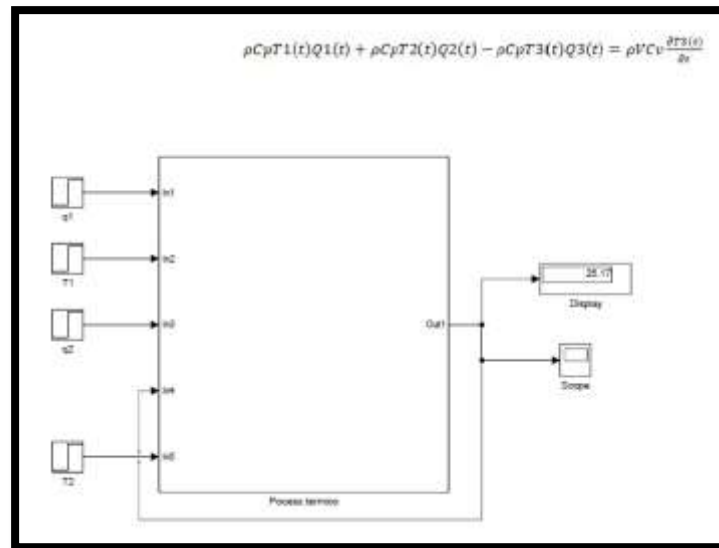 ρCpT1(t)Q1(t) + ρCpT2(t)Q2(t) − ρCpT3(t)Q3(t) = ρVCv ∂T3(t)/∂t
In1
q1
In2
T1
25.17
Display
In3
Out1
q2
In4
Scope
In5
T2
Process termico